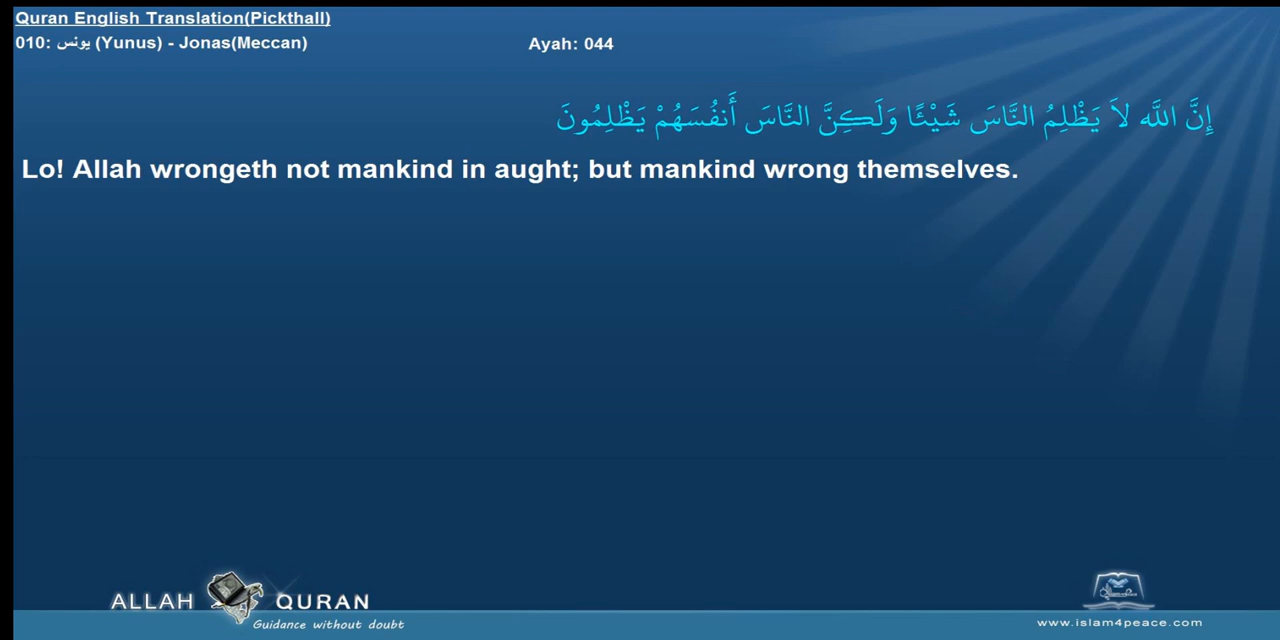 Quran English Translation(Pickthall)
010: يونس (Yunus) - Jonas(Meccan)
Ayah: 044
إِنَّ اللَّه لاَ يَظْلِمُ النَّاسَ شَيْئًا وَلَكِنَّ النَّاسَ أَنفُسَهُمْ يَظْلِمُونَ
Lo! Allah wrongeth not mankind in aught; but mankind wrong themselves.
ALLAH QURAN
Guidance without doubt
www.islam4peace.com